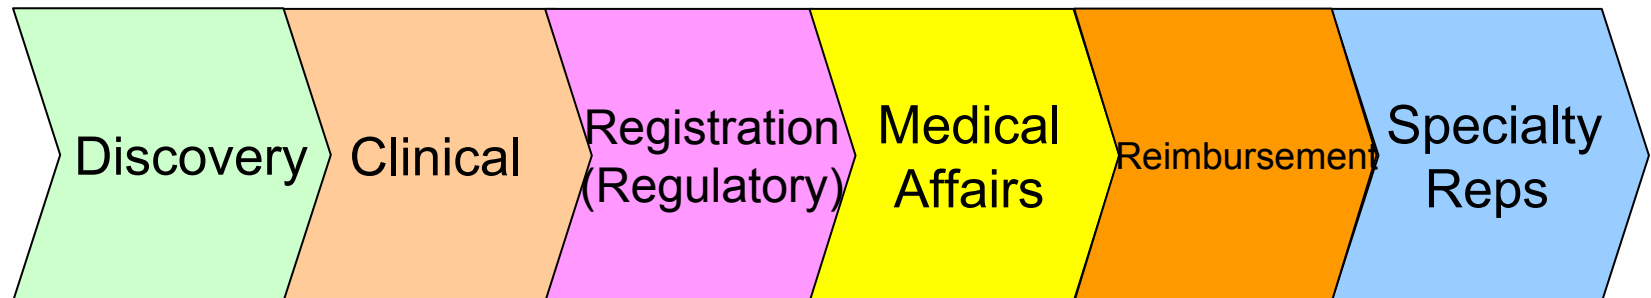 Discovery
Clinical
Registration
(Regulatory)
Medical
Affairs
Reimbursement
Specialty
Reps